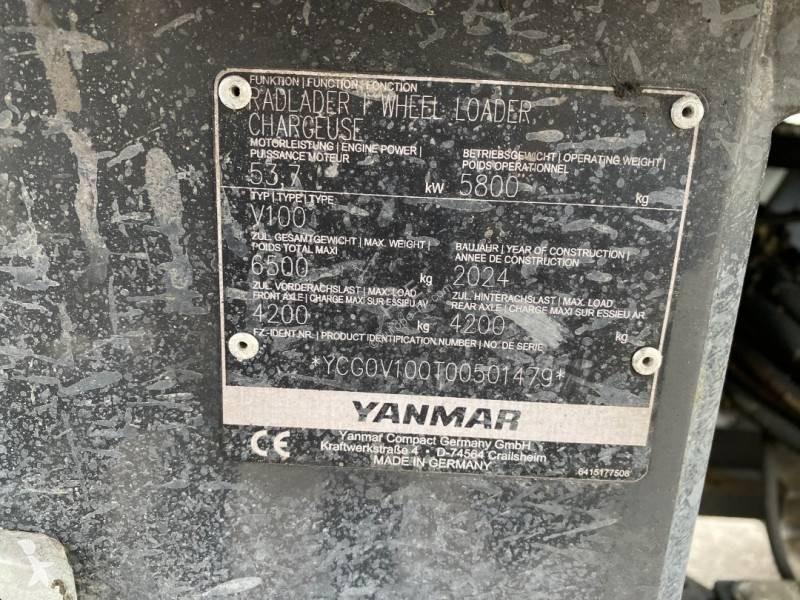 FUNKTION | FUNCTION | FONCTION
RADLADER | WHEEL LOADER
CHARGEUSE
MOTORLEISTUNG | ENGINE POWER |
PUISSANCE MOTEUR
53,7 kW
BETRIEBSGEWICHT | OPERATING WEIGHT |
POIDS OPERATIONNEL
5800 kg
TYP | TYPE | TYPE
V100
ZUL. GESAMTGEWICHT | MAX. WEIGHT |
POIDS TOTAL MAXI
6500 kg
BAUJAHR | YEAR OF CONSTRUCTION |
ANNEE DE CONSTRUCTION
2024
ZUL. VORDERACHSLAST | MAX. LOAD
FRONT AXLE | CHARGE MAXI SUR ESSIEU AV
4200 kg
ZUL. HINTERACHSLAST | MAX. LOAD
REAR AXLE | CHARGE MAXI SUR ESSIEU AR
4200 kg
FZ.-IDENT-NR. | PRODUCT IDENTIFICATION NUMBER | NO. DE SERIE
*YCG0V100T00501479*
YANMAR
CE
Yanmar Compact Germany GmbH
Kraftwerkstraße 4 • D-74564 Crailsheim
MADE IN GERMANY
6415177508